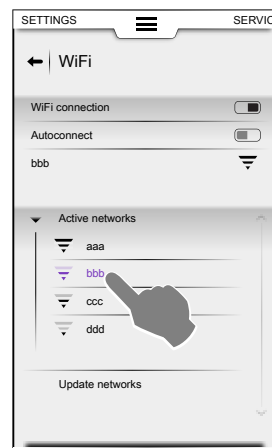 SETTINGS SERVIC
WiFi
WiFi connection
Autoconnect
bbb
Active networks
aaa
bbb
ccc
ddd
Update networks